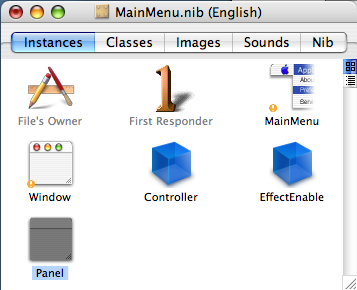 MainMenu.nib (English)
Instances Classes Images Sounds Nib
File's Owner First Responder MainMenu
Window Controller EffectEnable
Panel